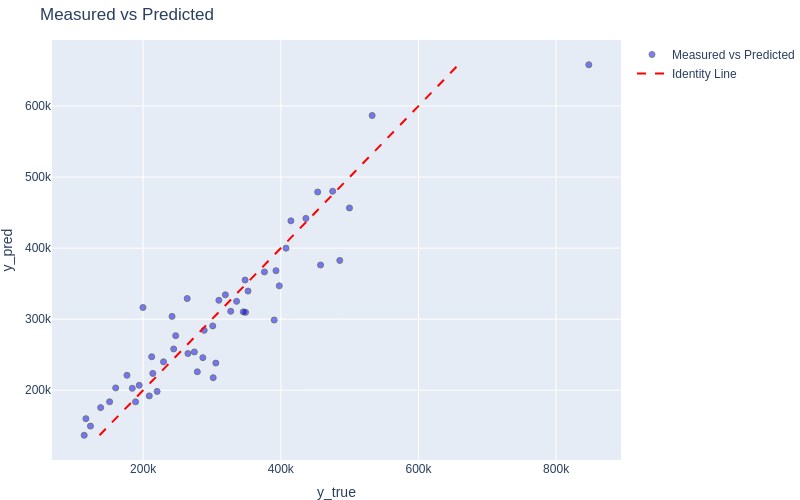 Measured vs Predicted
Measured vs Predicted
Identity Line
600k
500k
400k
300k
200k
y_pred
200k
400k
600k
800k
y_true